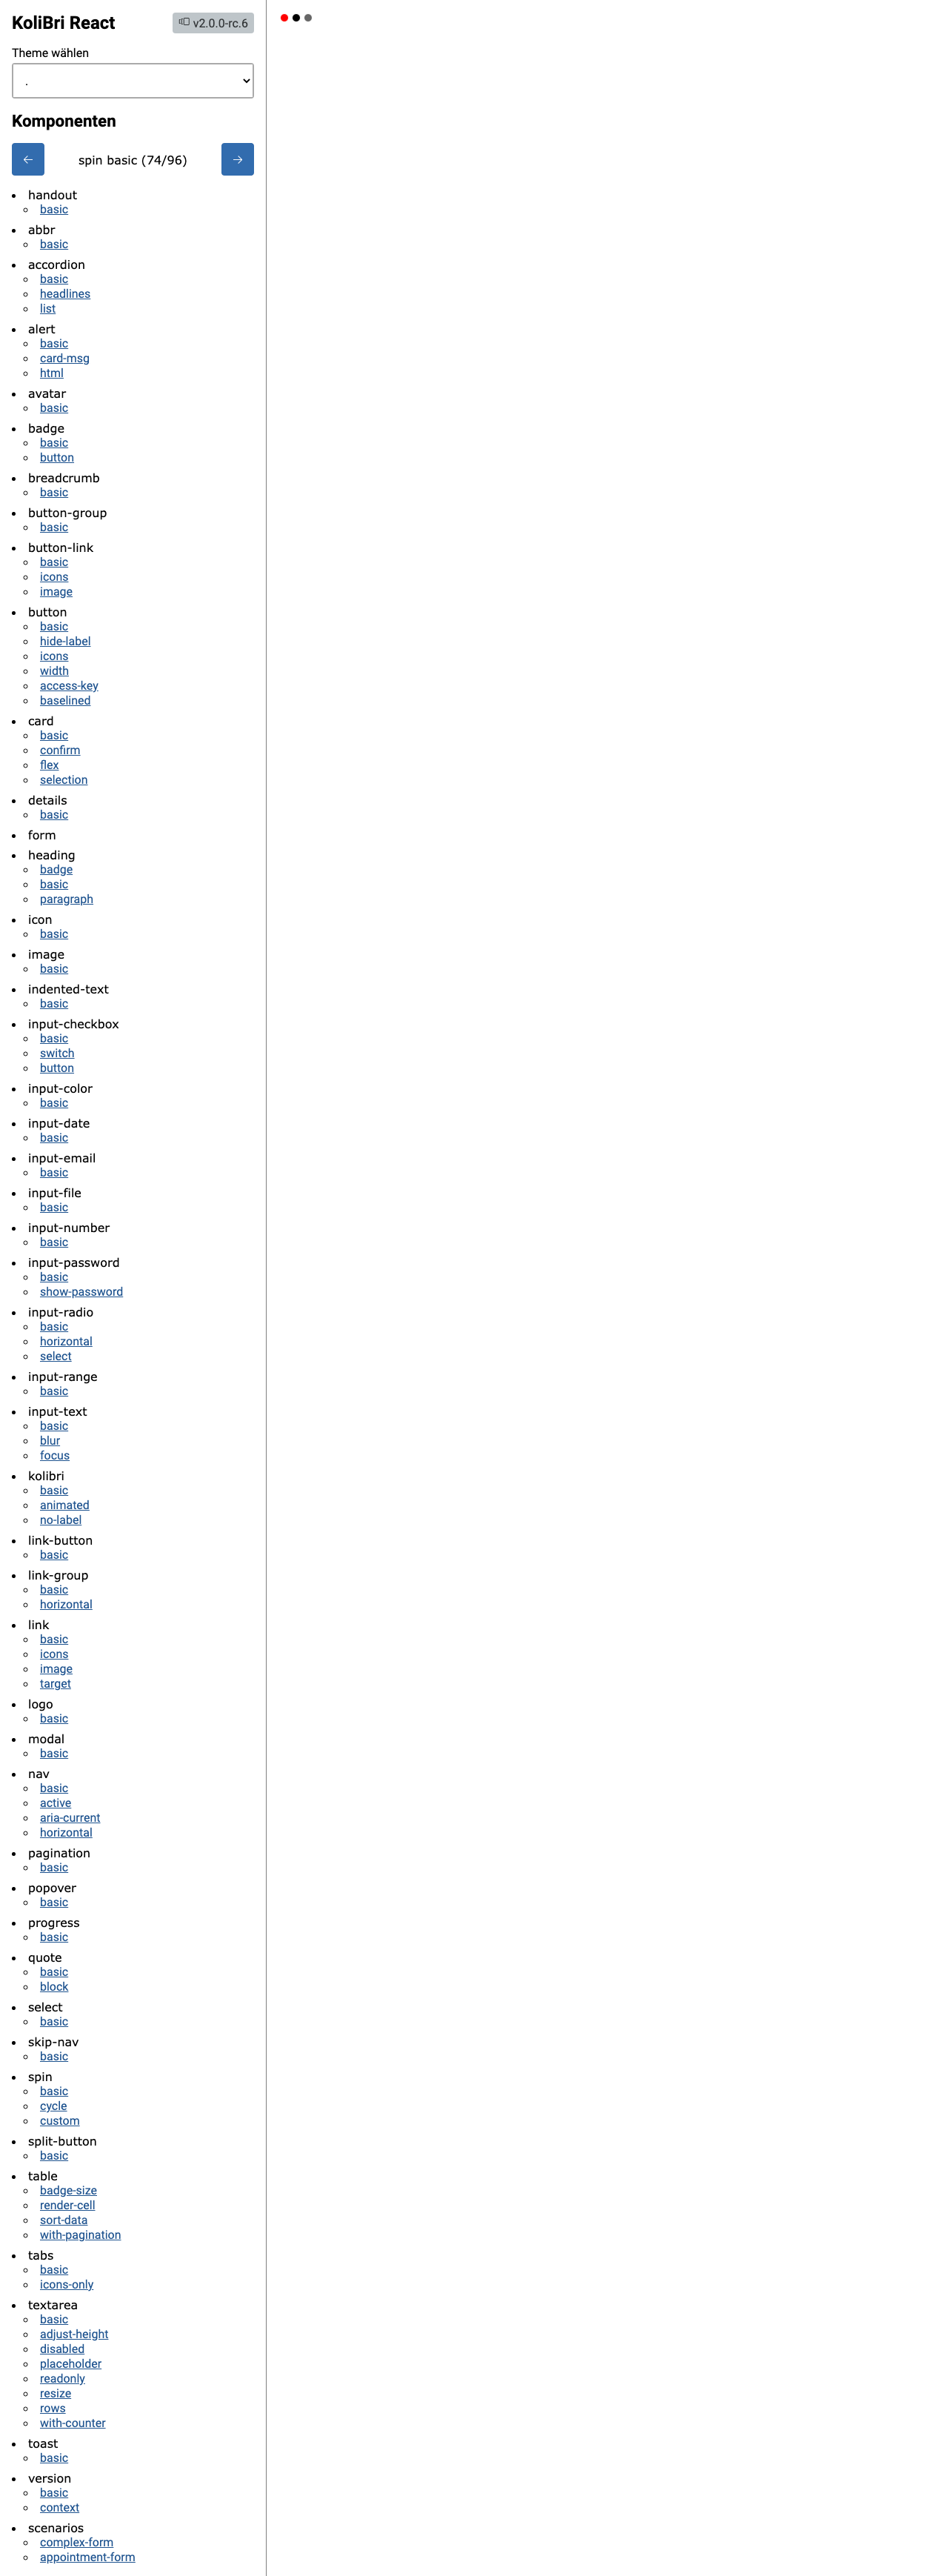 KoliBri React
v2.0.0-rc.6
Theme wählen
.
Komponenten
spin basic (74/96)
handout
basic
abbr
basic
accordion
basic
headlines
list
alert
basic
card-msg
html
avatar
basic
badge
basic
button
breadcrumb
basic
button-group
basic
button-link
basic
icons
image
button
basic
hide-label
icons
width
access-key
baselined
card
basic
confirm
flex
selection
details
basic
form
heading
badge
basic
paragraph
icon
basic
image
basic
indented-text
basic
input-checkbox
basic
switch
button
input-color
basic
input-date
basic
input-email
basic
input-file
basic
input-number
basic
input-password
basic
show-password
input-radio
basic
horizontal
select
input-range
basic
input-text
basic
blur
focus
kolibri
basic
animated
no-label
link-button
basic
link-group
basic
horizontal
link
basic
icons
image
target
logo
basic
modal
basic
nav
basic
active
aria-current
horizontal
pagination
basic
popover
basic
progress
basic
quote
basic
block
select
basic
skip-nav
basic
spin
basic
cycle
custom
split-button
basic
table
badge-size
render-cell
sort-data
with-pagination
tabs
basic
icons-only
textarea
basic
adjust-height
disabled
placeholder
readonly
resize
rows
with-counter
toast
basic
version
basic
context
scenarios
complex-form
appointment-form